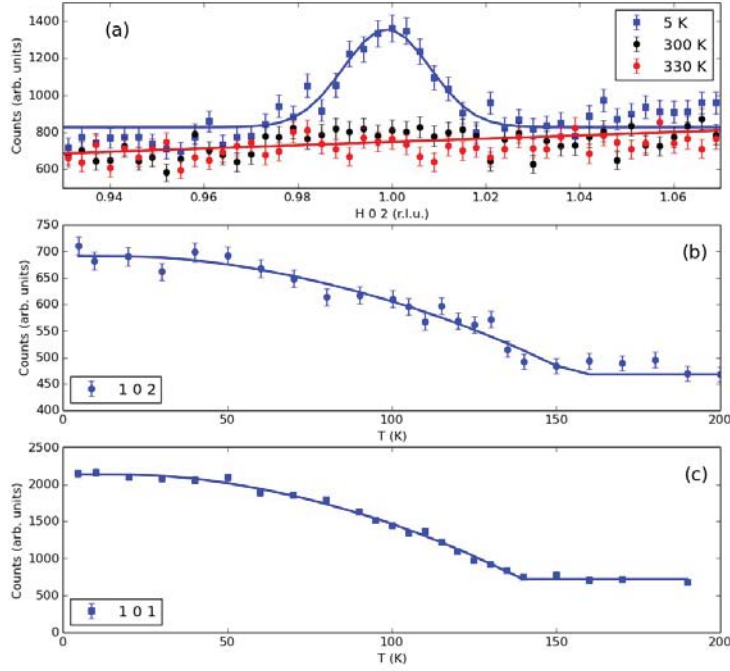 (a)
5 K
300 K
330 K
Counts (arb. units)
1400
1200
1000
800
600
0.94 0.96 0.98 1.00 1.02 1.04 1.06
H 0 2 (r.l.u.)
(b)
Counts (arb. units)
750
700
650
600
550
500
450
400
1 0 2
0 50 100 150 200
T (K)
(c)
Counts (arb. units)
2500
2000
1500
1000
500
0
1 0 1
0 50 100 150 200
T (K)